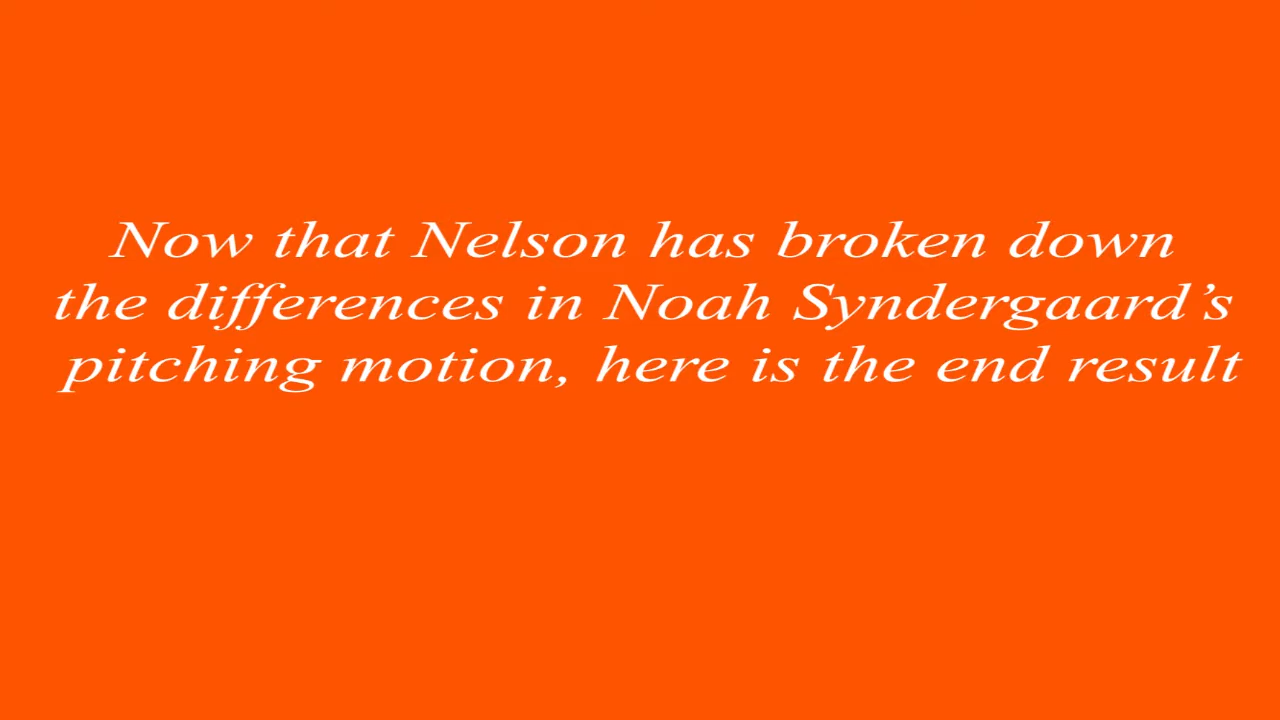 Now that Nelson has broken down
the differences in Noah Syndergaard’s
pitching motion, here is the end result